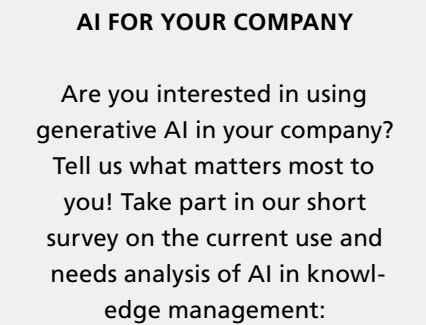 AI FOR YOUR COMPANY
Are you interested in using
generative AI in your company?
Tell us what matters most to
you! Take part in our short
survey on the current use and
needs analysis of AI in knowl-
edge management: